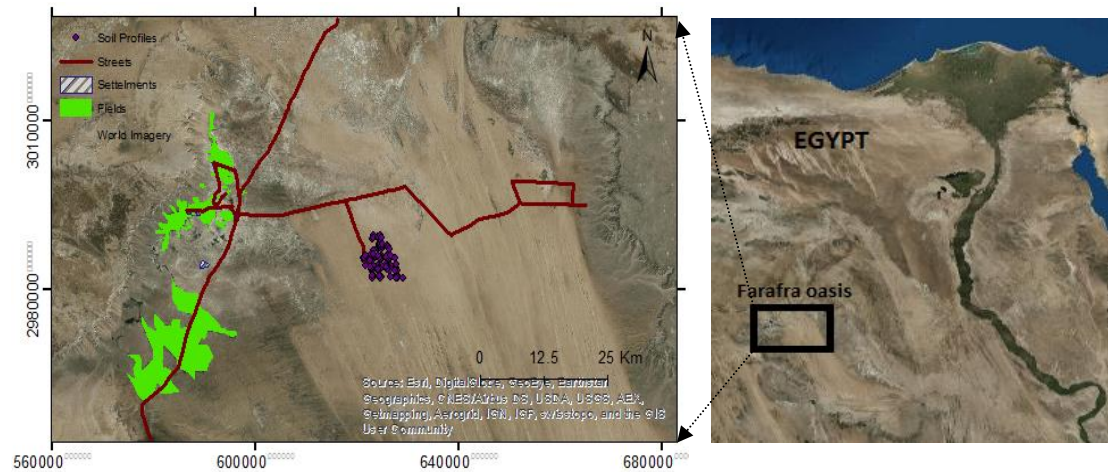 Soil Profiles
Streets
Settelments
Fields
World Imagery
N
3010000
2980000
0 12.5 25 Km
Source: Esri, DigitalGlobe, GeoEye, Earthstar
Geographics, CNES/Airbus DS, USDA, USGS, AEX,
Getmapping, Aerogrid, IGN, IGP, swisstopo, and the GIS
User Community
560000 600000 640000 680000
EGYPT
Farafra oasis